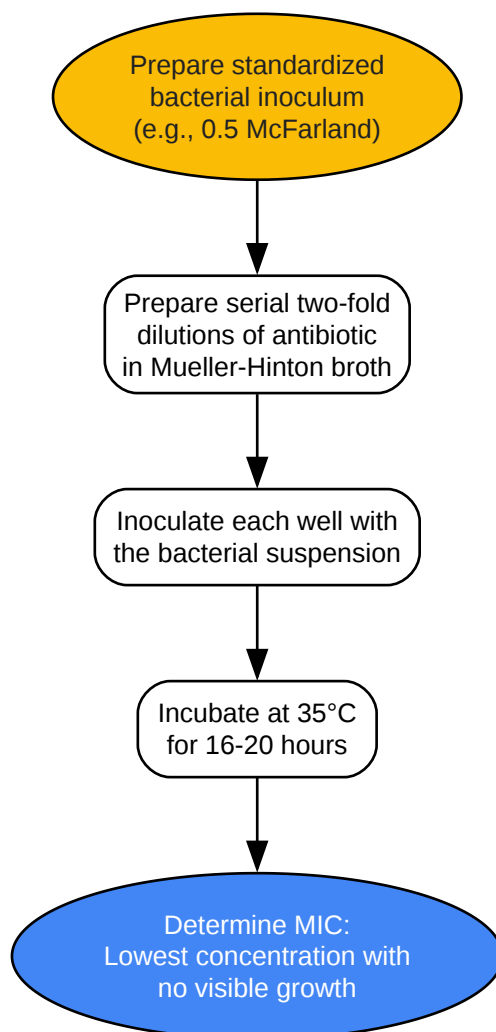 Prepare standardized
bacterial inoculum
(e.g., 0.5 McFarland)
Prepare serial two-fold
dilutions of antibiotic
in Mueller-Hinton broth
Inoculate each well with
the bacterial suspension
Incubate at 35°C
for 16-20 hours
Determine MIC:
Lowest concentration with
no visible growth